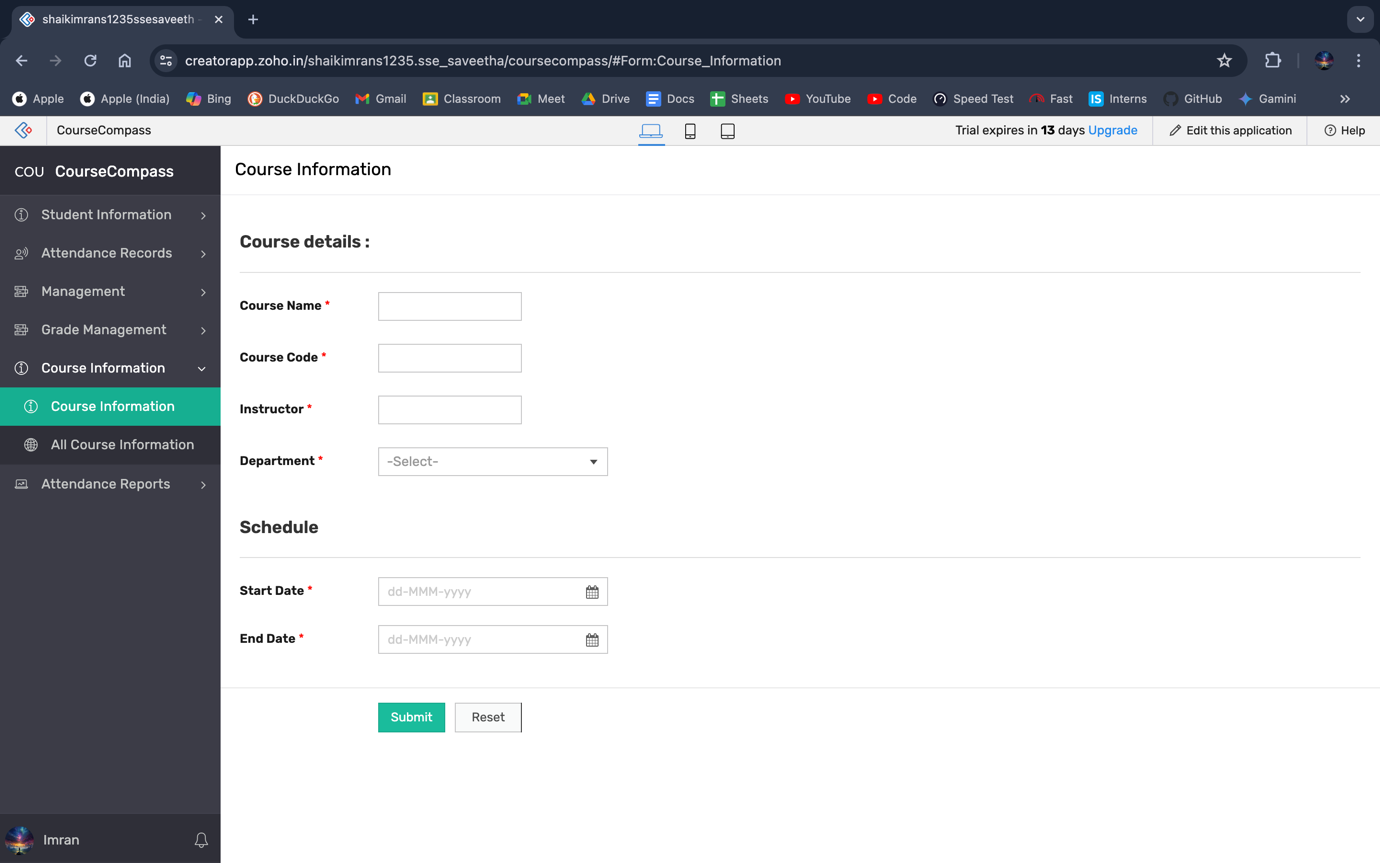 shaikimrans1235ssesaveeth
creatorapp.zoho.in/shaikimrans1235.sse_saveetha/coursecompass/#Form:Course_Information
Apple Apple (India) Bing DuckDuckGo Gmail Classroom Meet Drive Docs Sheets YouTube Code Speed Test Fast IS Interns GitHub Gamini
CourseCompass Trial expires in 13 days Upgrade Edit this application Help
COU CourseCompass
Student Information
Attendance Records
Management
Grade Management
Course Information
Course Information
All Course Information
Attendance Reports
Imran
Course Information
Course details :
Course Name *
Course Code *
Instructor *
Department * -Select-
Schedule
Start Date * dd-MMM-yyyy
End Date * dd-MMM-yyyy
Submit Reset